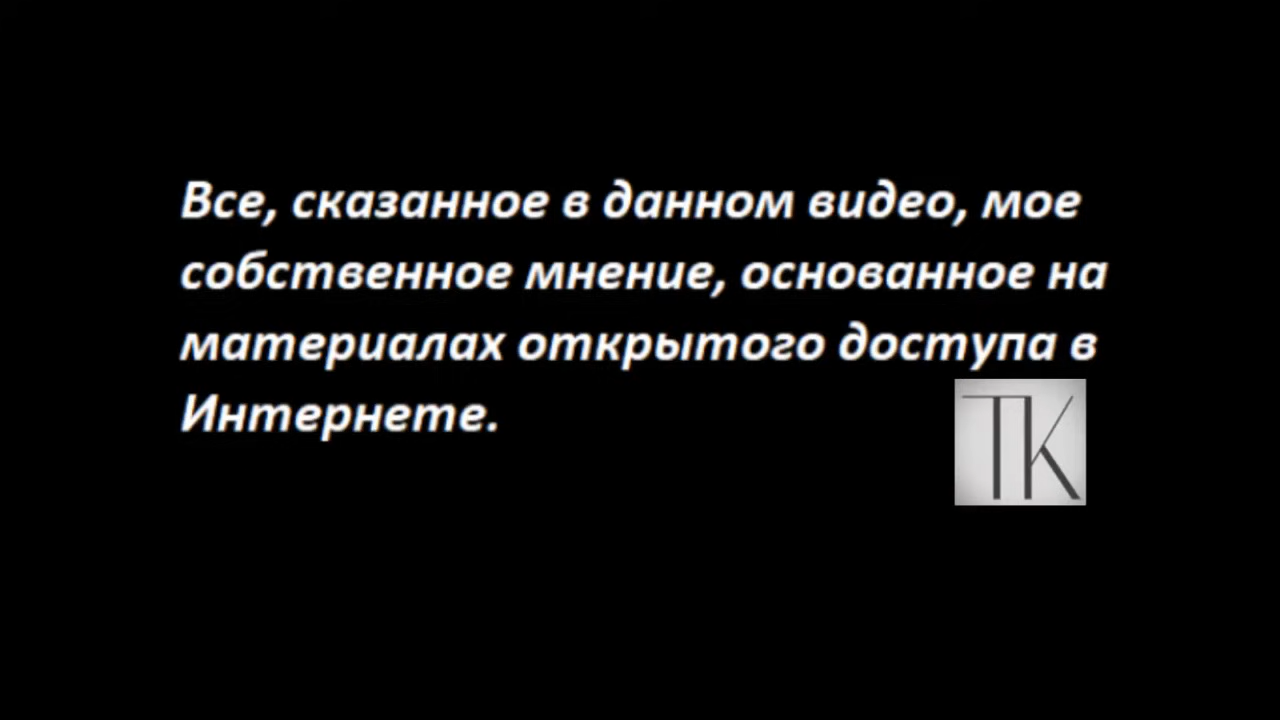 Все, сказанное в данном видео, мое
собственное мнение, основанное на
материалах открытого доступа в
Интернете.
TK